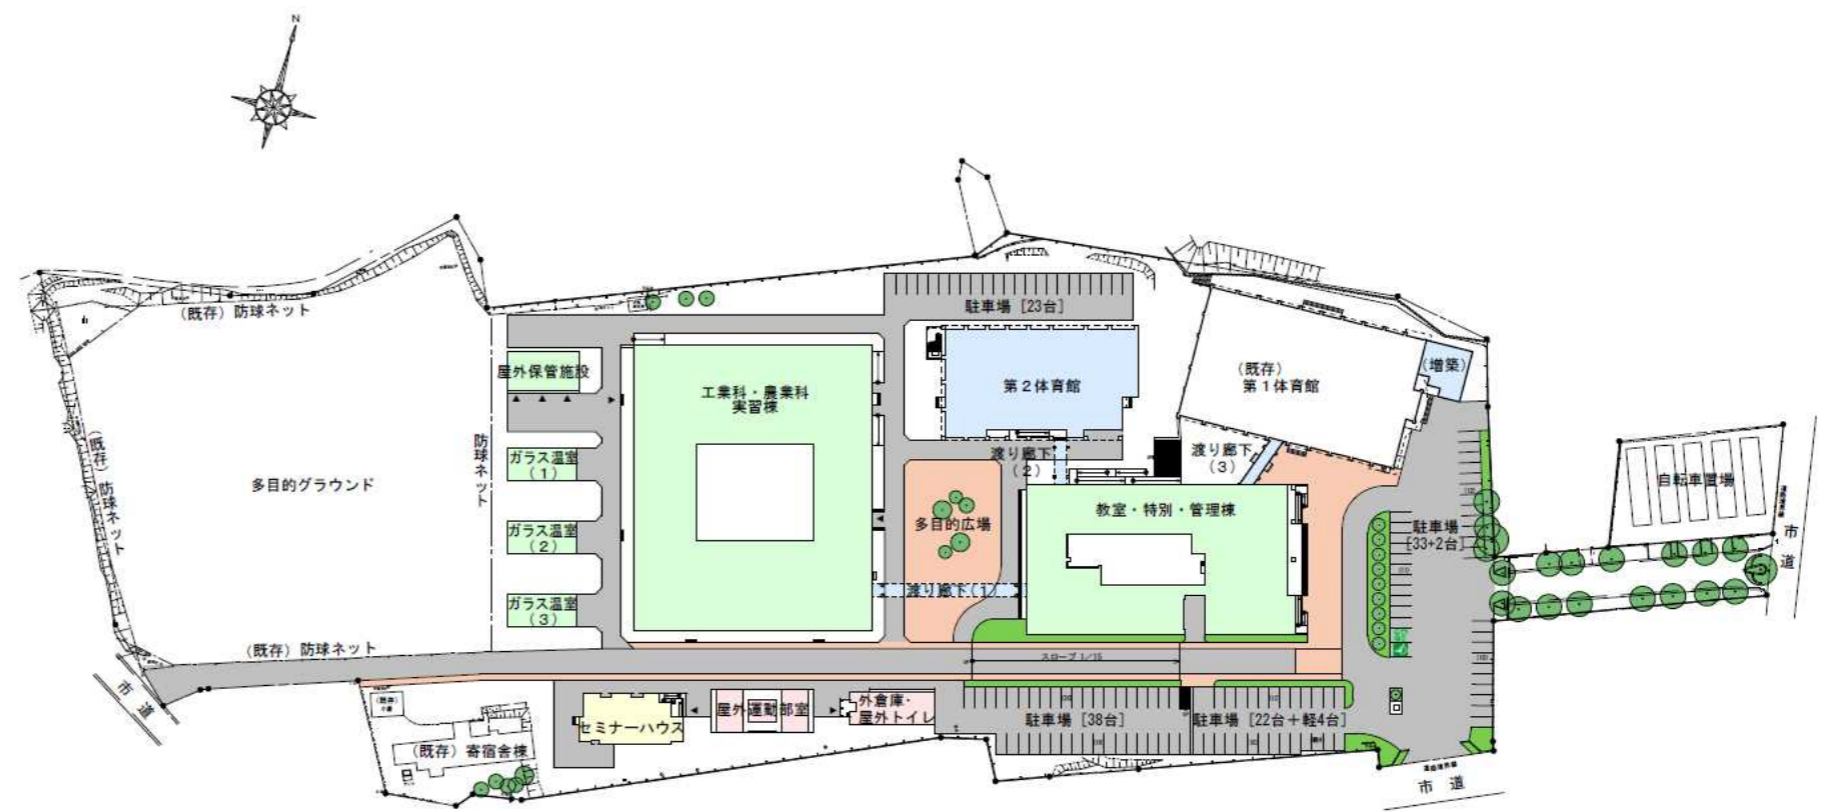 N
(既存)防球ネット
駐車場[23台]
屋外保管施設
工業科・農業科
実習棟
第2体育館
(既存)
第1体育館
(増築)
(既存)防球ネット
多目的グラウンド
防球ネット
ガラス温室
(1)
渡り廊下
(2)
渡り廊下
(3)
自転車置場
市道
ガラス温室
(2)
多目的広場
教室・特別・管理棟
駐車場
[33+2台]
ガラス温室
(3)
渡り廊下(1)
(既存)防球ネット
スロープ 1/15
市道
(既存)
セミナーハウス
屋外運動部室
外倉庫・
屋外トイレ
駐車場[38台]
駐車場[22台+軽4台]
(既存)寄宿舎棟
市道